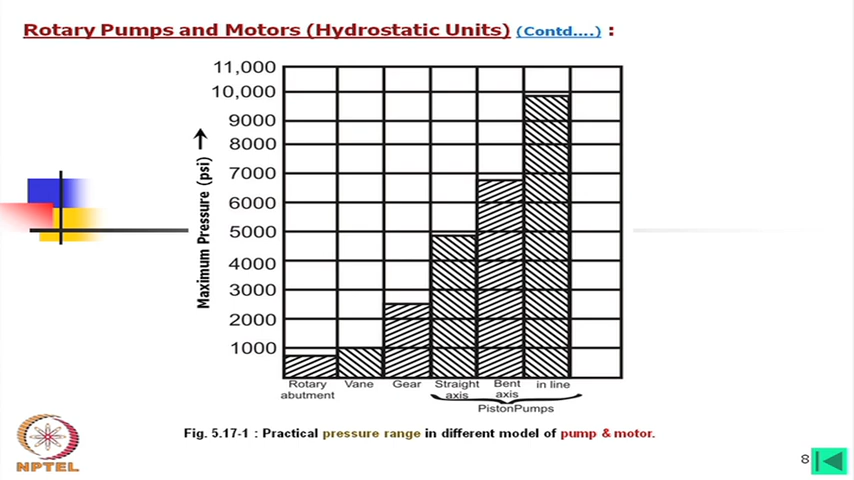 Rotary Pumps and Motors (Hydrostatic Units) (Contd....) :
11,000
10,000
9000
8000
7000
6000
5000
4000
3000
2000
1000
Maximum Pressure (psi)
Rotary abutment
Vane
Gear
Straight axis
Bent axis
in line
PistonPumps
Fig. 5.17-1 : Practical pressure range in different model of pump & motor.
NPTEL
8